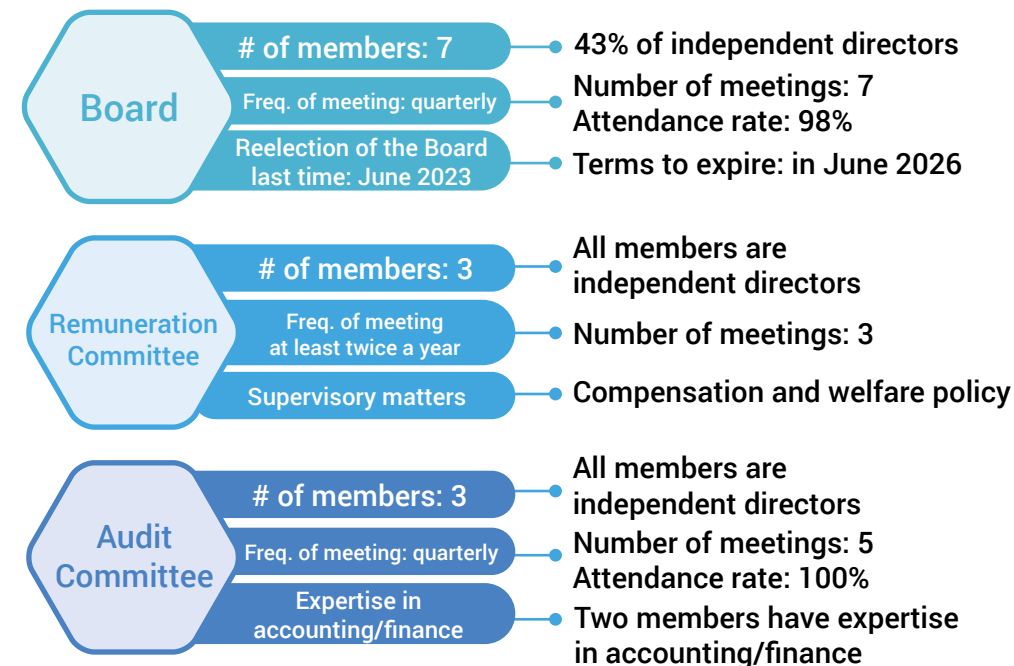 Board
# of members: 7
43% of independent directors
Freq. of meeting: quarterly
Number of meetings: 7
Attendance rate: 98%
Reelection of the Board
last time: June 2023
Terms to expire: in June 2026
Remuneration
Committee
# of members: 3
All members are
independent directors
Freq. of meeting
at least twice a year
Number of meetings: 3
Supervisory matters
Compensation and welfare policy
Audit
Committee
# of members: 3
All members are
independent directors
Freq. of meeting: quarterly
Number of meetings: 5
Attendance rate: 100%
Expertise in
accounting/finance
Two members have expertise
in accounting/finance